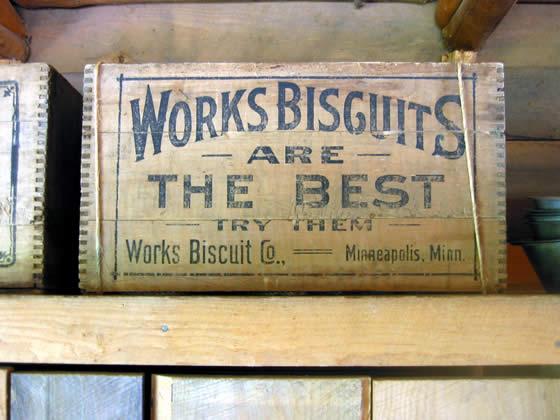 WORKS BISCUITS
— ARE —
THE BEST
— TRY THEM —
Works Biscuit Co., — Minneapolis, Minn.